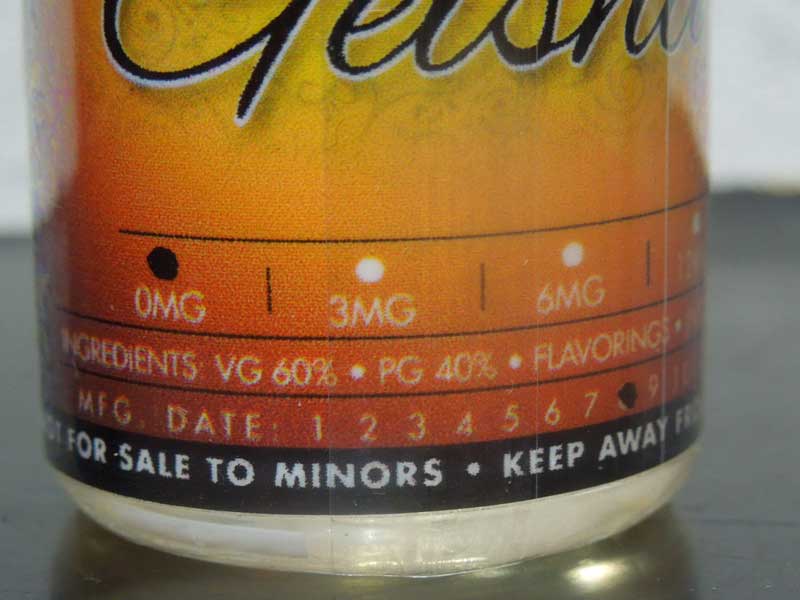 Geisha
0MG | 3MG | 6MG |
INGREDIENTS VG 60% • PG 40% • FLAVORINGS •
MFG. DATE: 1 2 3 4 5 6 7 9
FOR SALE TO MINORS • KEEP AWAY